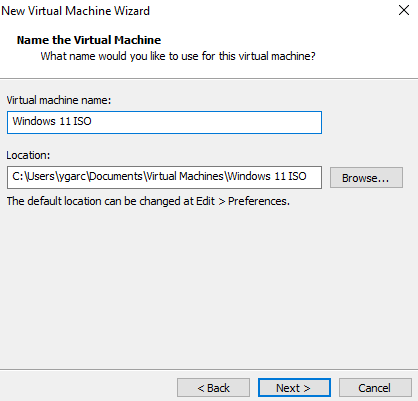 New Virtual Machine Wizard
Name the Virtual Machine
What name would you like to use for this virtual machine?
Virtual machine name:
Windows 11 ISO
Location:
C:\Users\ygarc\Documents\Virtual Machines\Windows 11 ISO
Browse...
The default location can be changed at Edit > Preferences.
< Back
Next >
Cancel